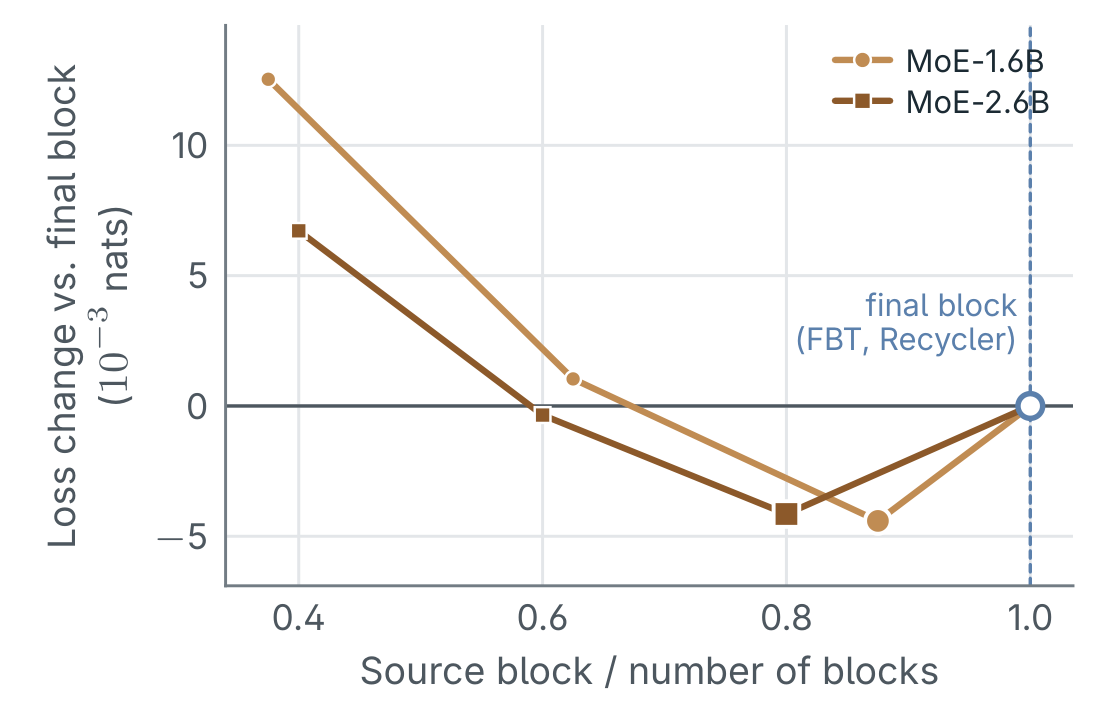 Loss change vs. final block
(10⁻³ nats)
10
5
0
−5
MoE-1.6B
MoE-2.6B
final block
(FBT, Recycler)
0.4
0.6
0.8
1.0
Source block / number of blocks